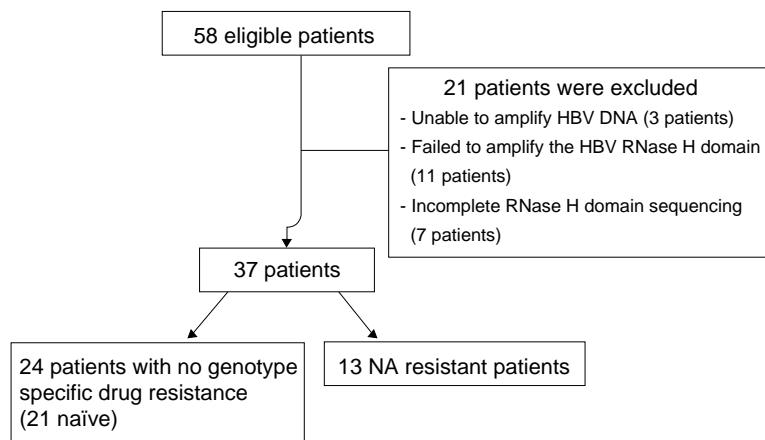 58 eligible patients
21 patients were excluded
- Unable to amplify HBV DNA (3 patients)
- Failed to amplify the HBV RNase H domain
(11 patients)
- Incomplete RNase H domain sequencing
(7 patients)
37 patients
24 patients with no genotype
specific drug resistance
(21 naïve)
13 NA resistant patients